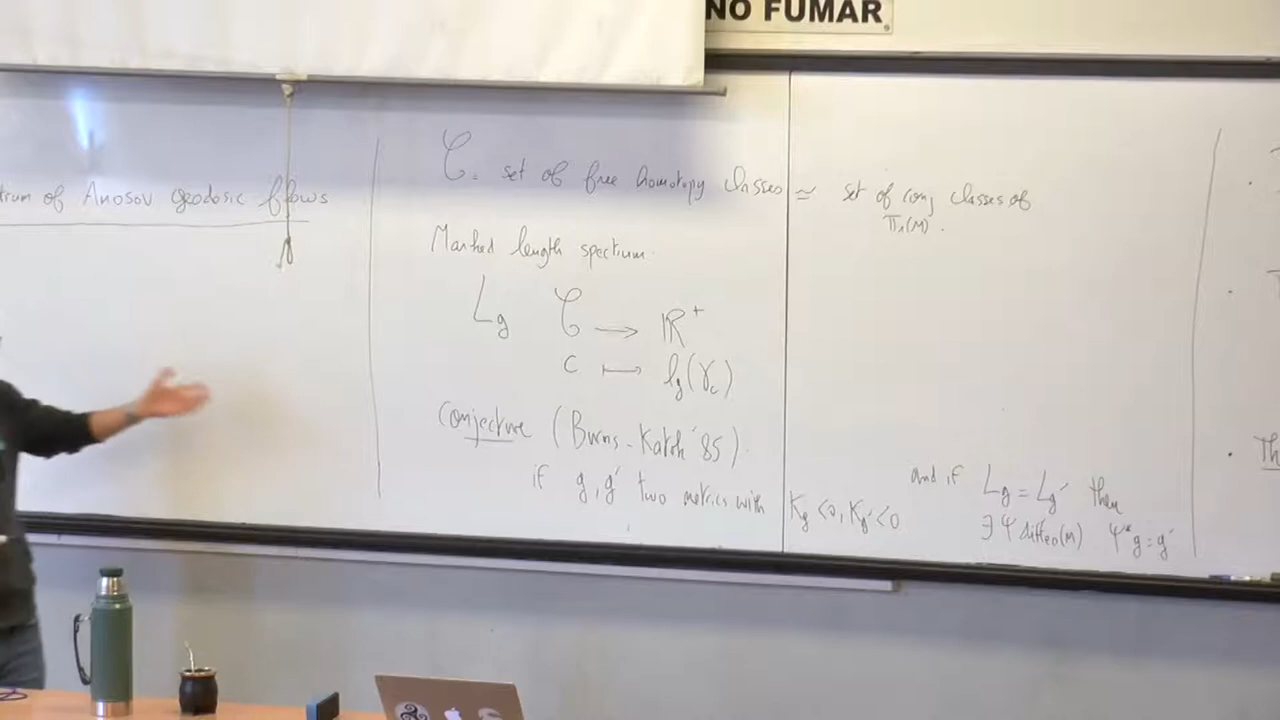 NO FUMAR
trum of Anosov geodesic flows
C. set of free homotopy classes ≃ set of conj classes of
π₁(M).
Marked length spectrum.
L_g C → ℝ⁺
c ⟼ l_g(γ_c)
Conjecture (Burns-Katok '85).
if g, g' two metrics with K_g <0, K_g' <0 and if L_g = L_g' then
∃ Ψ diffeo(M) Ψ* g = g'
Th